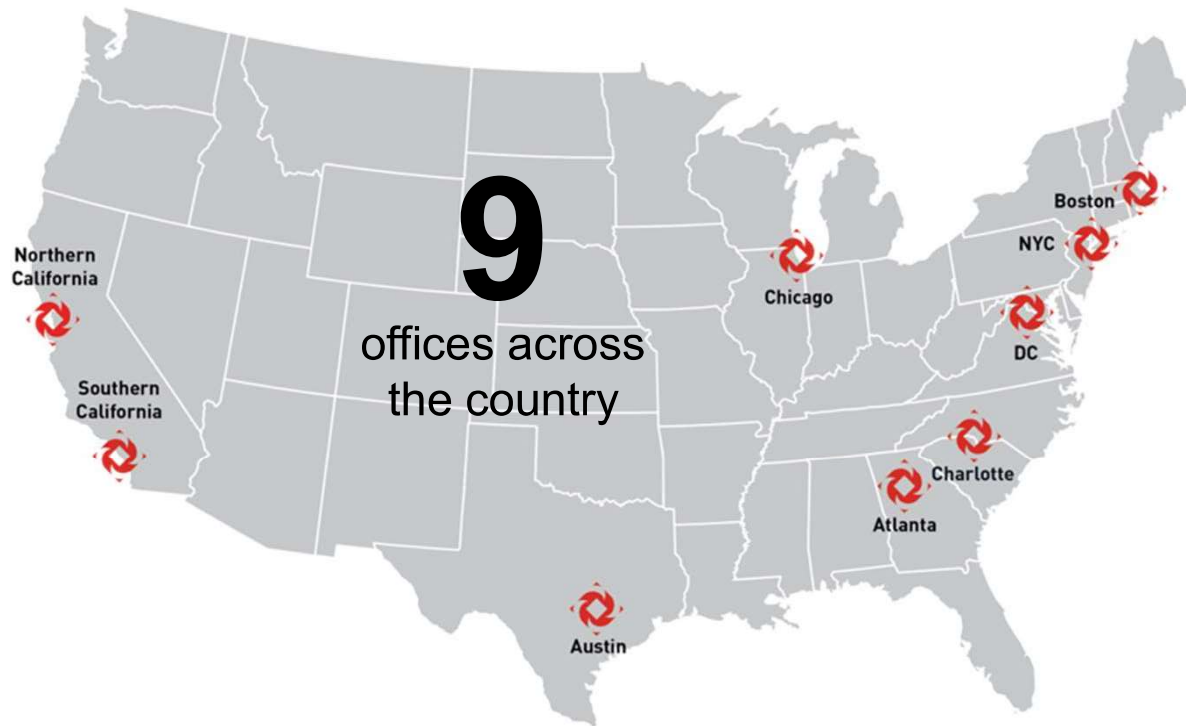 9
offices across
the country
Northern
California
Southern
California
Austin
Chicago
Boston
NYC
DC
Charlotte
Atlanta